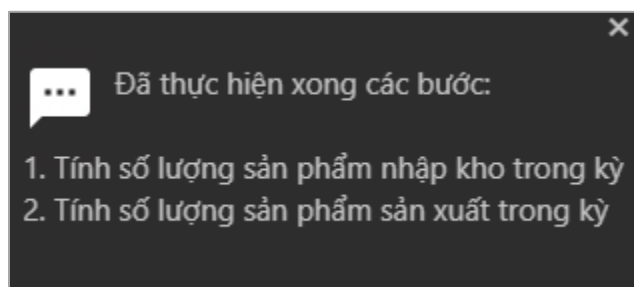 Đã thực hiện xong các bước:
1. Tính số lượng sản phẩm nhập kho trong kỳ
2. Tính số lượng sản phẩm sản xuất trong kỳ